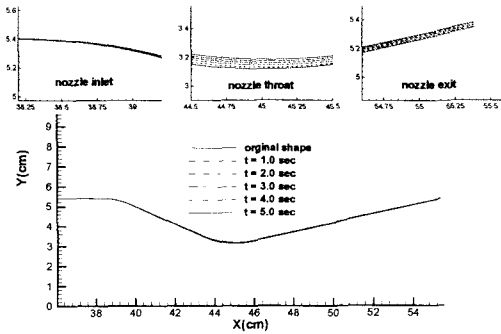 5.6
5.4
5.2
5
38.25 38.5 38.75 39
nozzle inlet
3.4
3.2
3
44.5 44.75 45 45.25 45.5
nozzle throat
5.4
5.2
5
54.75 55 55.25 55.5
nozzle exit
Y(cm)
9
8
7
6
5
4
3
2
1
0
orginal shape
t = 1.0 sec
t = 2.0 sec
t = 3.0 sec
t = 4.0 sec
t = 5.0 sec
38 40 42 44 46 48 50 52 54
X(cm)